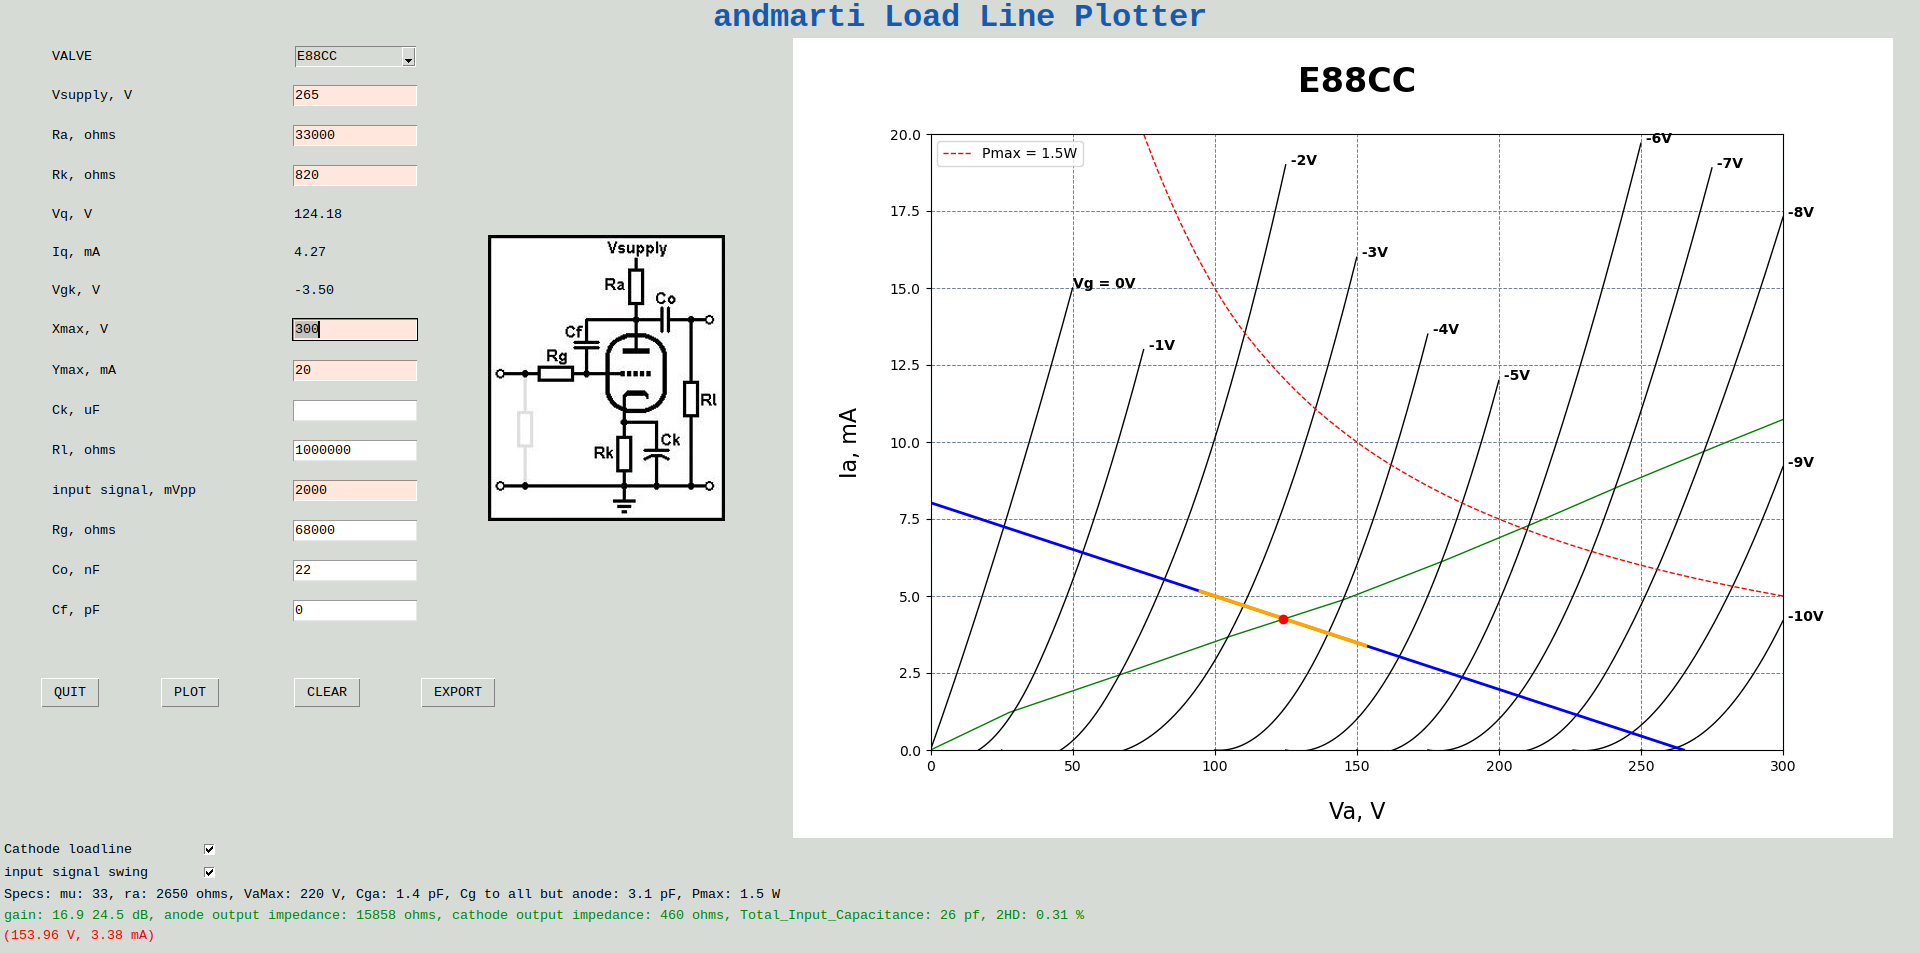 andmarti Load Line Plotter
VALVE E88CC
Vsupply, V 265
Ra, ohms 33000
Rk, ohms 820
Vq, V 124.18
Iq, mA 4.27
Vgk, V -3.50
Xmax, V 300
Ymax, mA 20
Ck, uF
Rl, ohms 1000000
input signal, mVpp 2000
Rg, ohms 68000
Co, nF 22
Cf, pF 0
QUIT PLOT CLEAR EXPORT
Vsupply
Ra
Co
Cf
Rg
Rl
Ck
Rk
E88CC
Pmax = 1.5W
Vg = 0V
-1V
-2V
-3V
-4V
-5V
-6V
-7V
-8V
-9V
-10V
20.0
17.5
15.0
12.5
10.0
7.5
5.0
2.5
0.0
Ia, mA
0 50 100 150 200 250 300
Va, V
Cathode loadline
input signal swing
Specs: mu: 33, ra: 2650 ohms, VaMax: 220 V, Cga: 1.4 pF, Cg to all but anode: 3.1 pF, Pmax: 1.5 W
gain: 16.9 24.5 dB, anode output impedance: 15858 ohms, cathode output impedance: 460 ohms, Total_Input_Capacitance: 26 pf, 2HD: 0.31 %
(153.96 V, 3.38 mA)